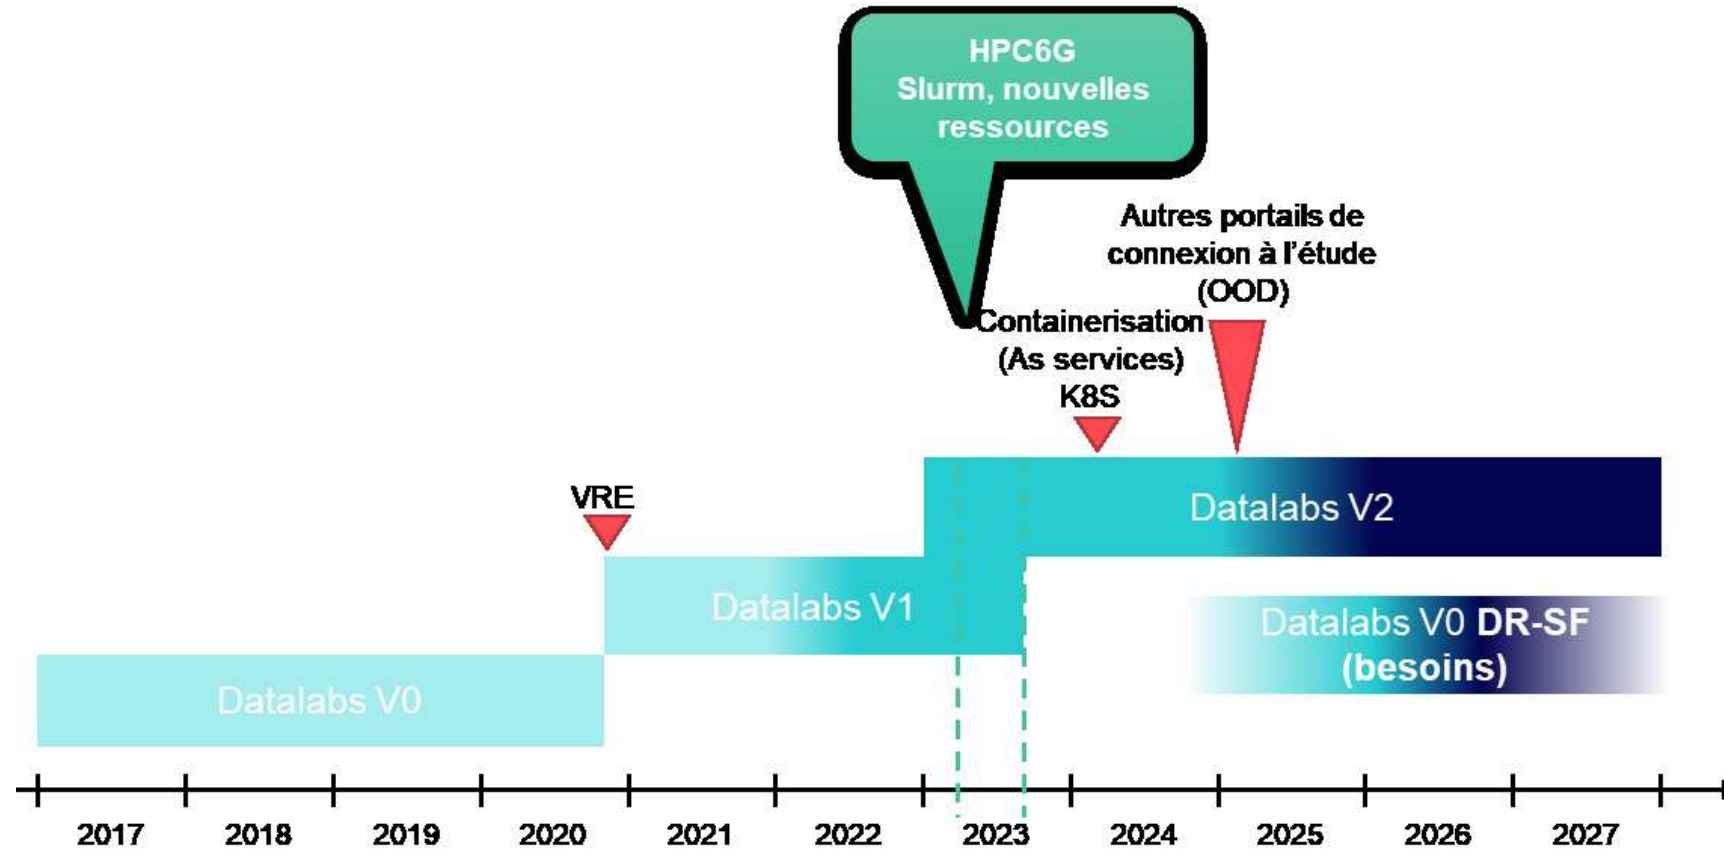 HPC6G
Slurm, nouvelles
ressources
Autres portails de
connexion à l'étude
(OOD)
Containerisation
(As services)
K8S
VRE
Datalabs V2
Datalabs V1
Datalabs V0 DR-SF
(besoins)
Datalabs V0
2017 2018 2019 2020 2021 2022 2023 2024 2025 2026 2027